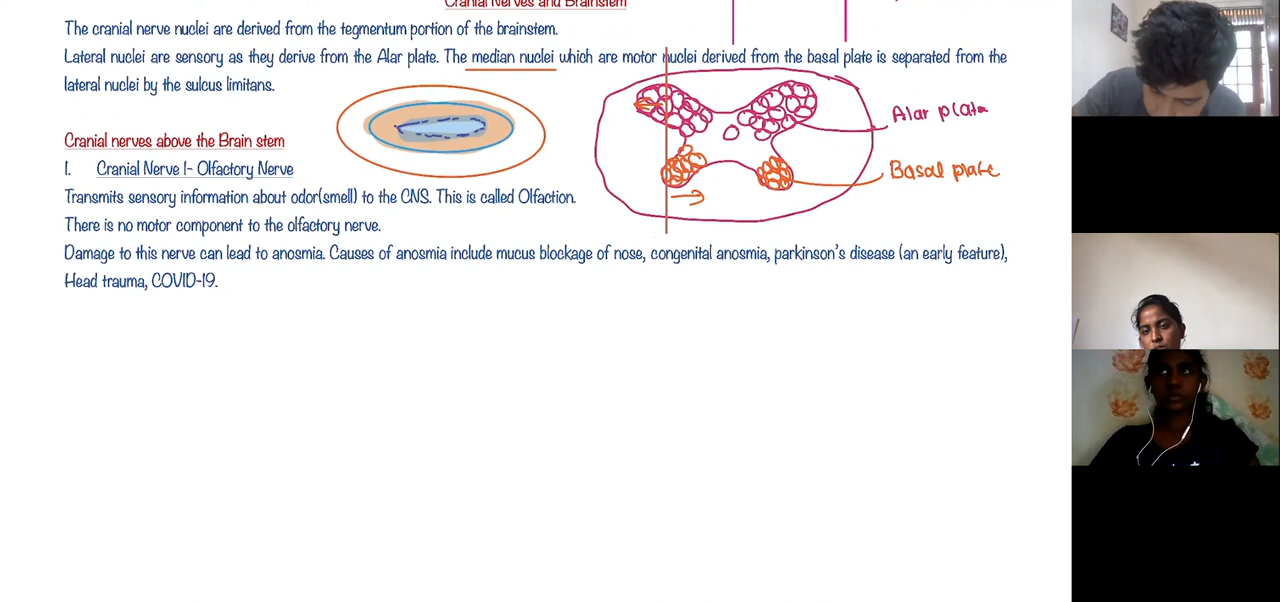 Cranial Nerves and Brainstem
The cranial nerve nuclei are derived from the tegmentum portion of the brainstem.
Lateral nuclei are sensory as they derive from the Alar plate. The median nuclei which are motor nuclei derived from the basal plate is separated from the
lateral nuclei by the sulcus limitans.
Alar plate
Cranial nerves above the Brain stem
I. Cranial Nerve I- Olfactory Nerve
Basal plate
Transmits sensory information about odor(smell) to the CNS. This is called Olfaction.
There is no motor component to the olfactory nerve.
Damage to this nerve can lead to anosmia. Causes of anosmia include mucus blockage of nose, congenital anosmia, parkinson's disease (an early feature),
Head trauma, COVID-19.